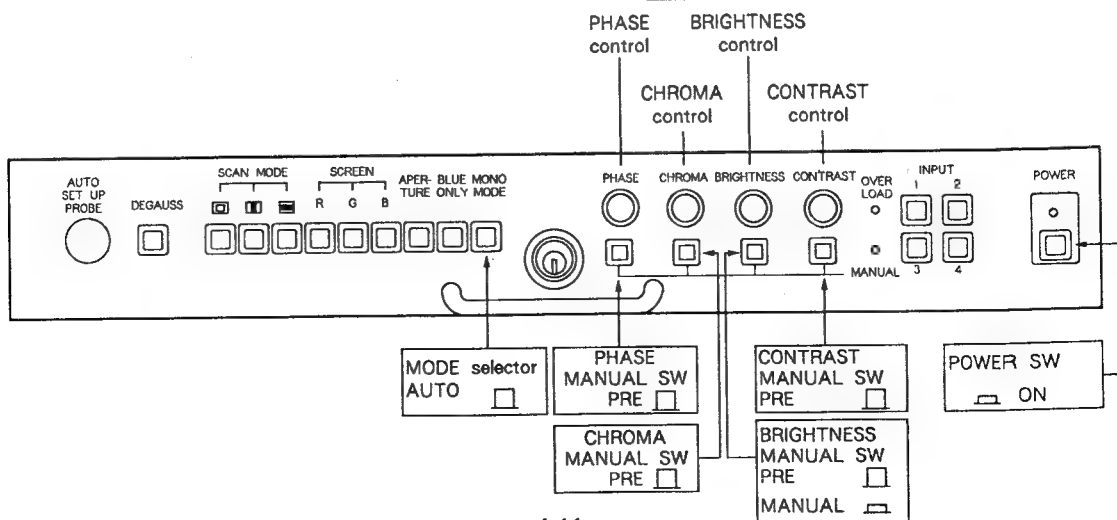 PHASE
control
BRIGHTNESS
control
CHROMA
control
CONTRAST
control
AUTO
SET UP
PROBE
DEGAUSS
SCAN MODE
SCREEN
R G B
APER-
TURE
BLUE
ONLY
MONO
MODE
PHASE CHROMA BRIGHTNESS CONTRAST
OVER
LOAD
MANUAL
INPUT
1 2
3 4
POWER
MODE selector
AUTO
PHASE
MANUAL SW
PRE
CHROMA
MANUAL SW
PRE
CONTRAST
MANUAL SW
PRE
BRIGHTNESS
MANUAL SW
PRE
MANUAL
POWER SW
ON